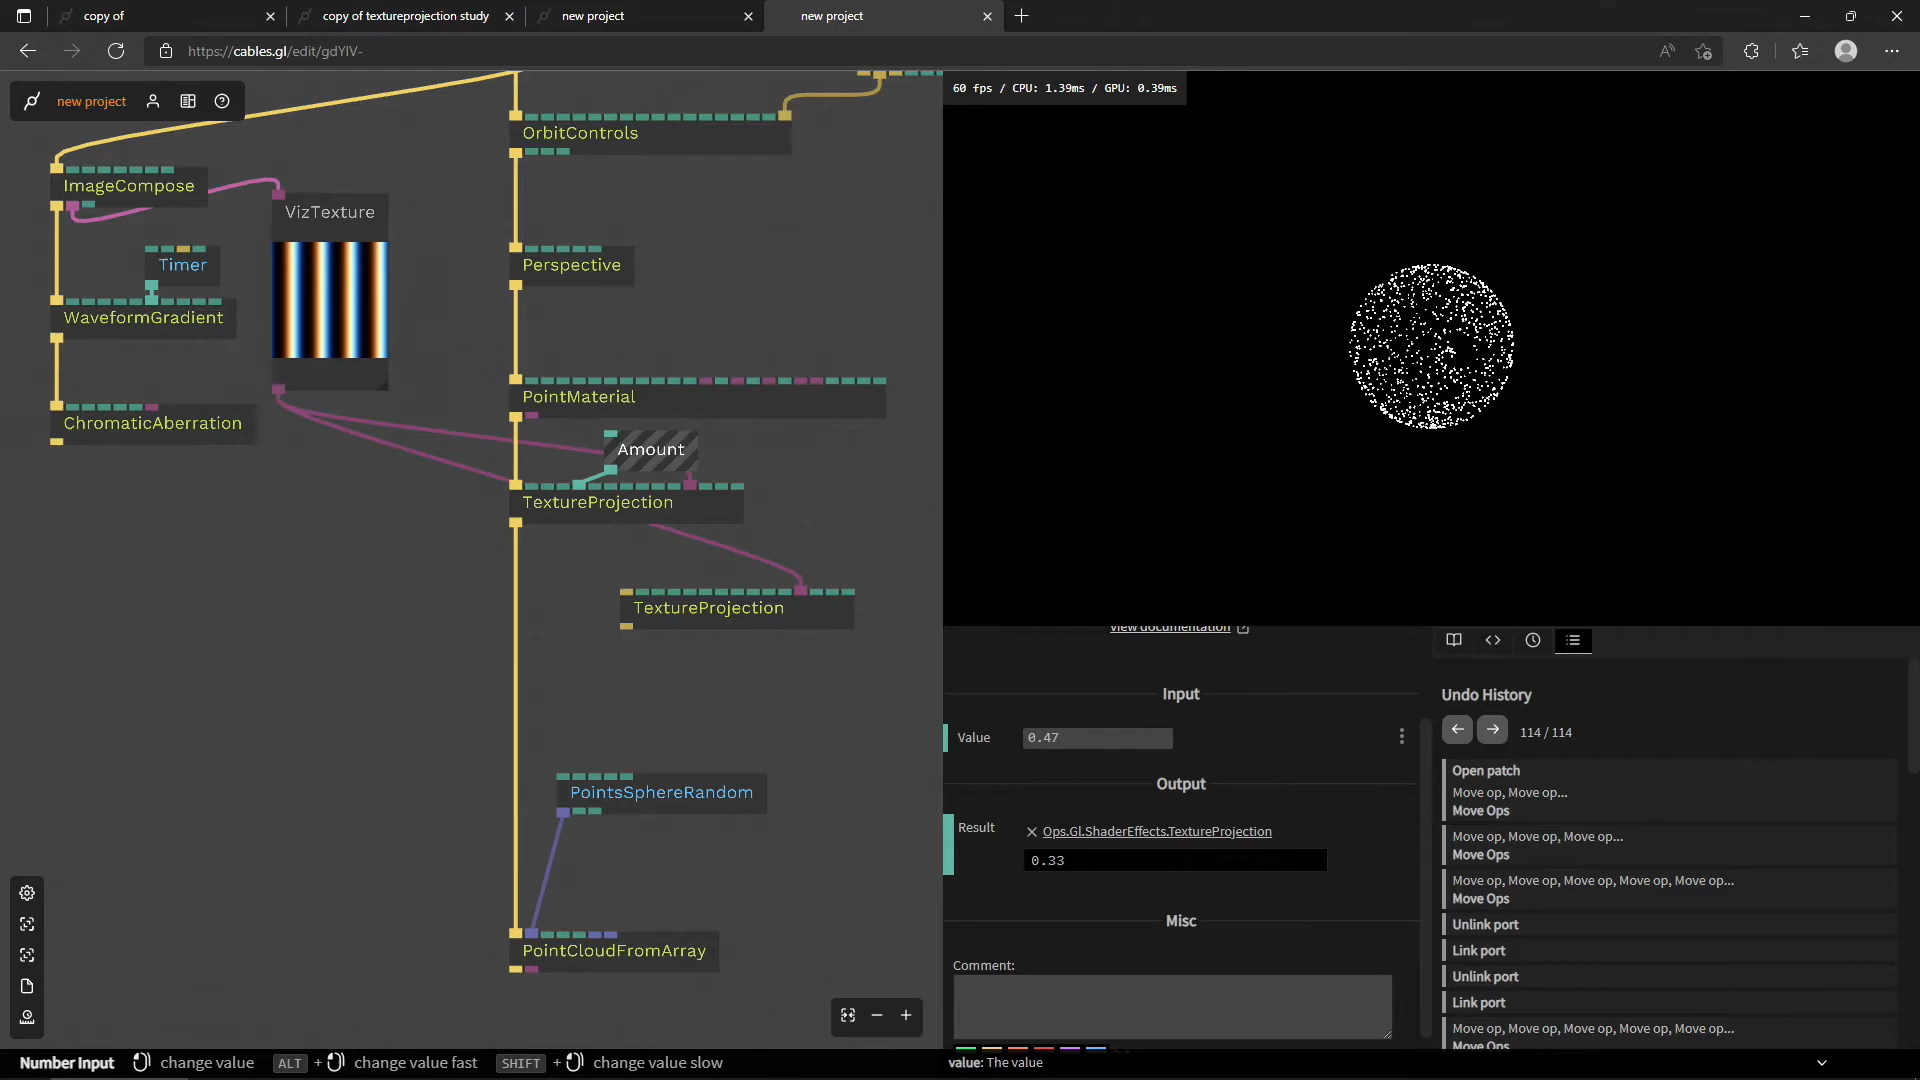 copy of
copy of textureprojection study
new project
new project
https://cables.gl/edit/gdYlV-
new project
60 fps / CPU: 1.39ms / GPU: 0.39ms
OrbitControls
ImageCompose
VizTexture
Timer
Perspective
WaveformGradient
PointMaterial
ChromaticAberration
Amount
TextureProjection
TextureProjection
PointsSphereRandom
PointCloudFromArray
view documentation
Input
Value
0.47
Output
Result
Ops.Gl.ShaderEffects.TextureProjection
0.33
Misc
Comment:
Undo History
114 / 114
Open patch
Move op, Move op...
Move Ops
Move op, Move op, Move op...
Move Ops
Move op, Move op, Move op, Move op, Move op...
Move Ops
Unlink port
Link port
Unlink port
Link port
Move op, Move op, Move op, Move op, Move op...
Move Ops
Number Input change value ALT + change value fast SHIFT + change value slow
value: The value